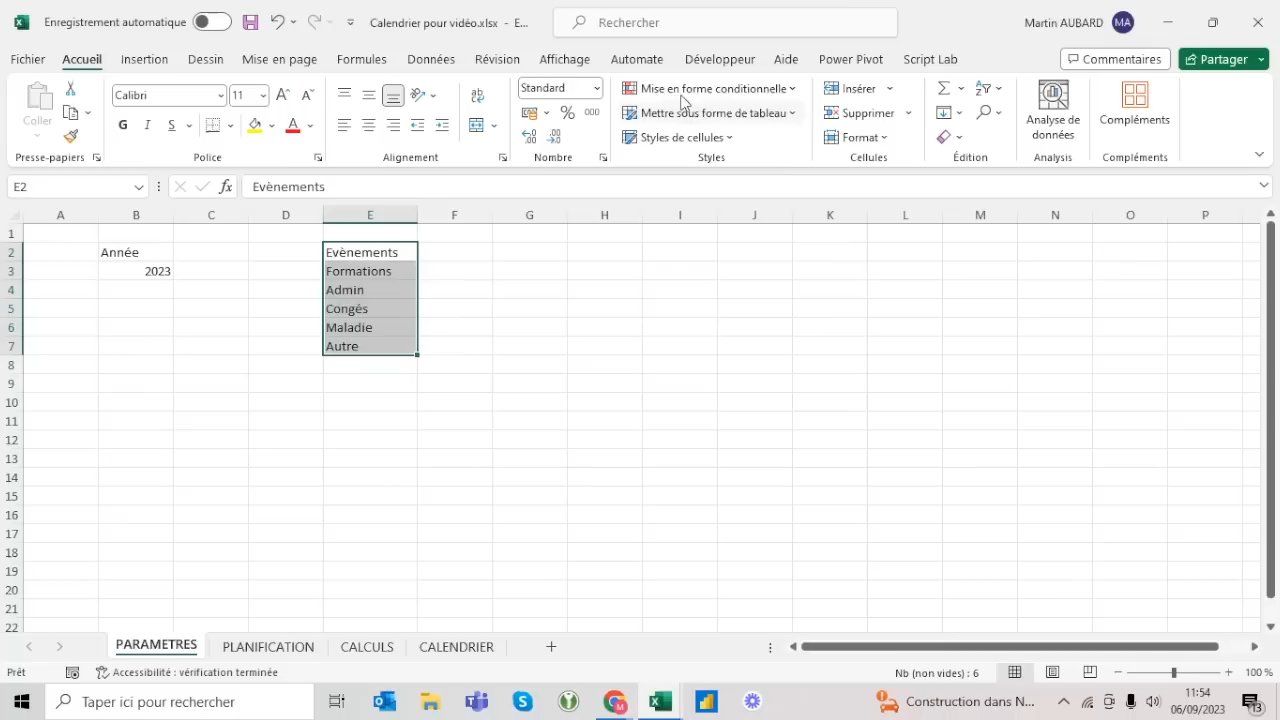 Enregistrement automatique
Calendrier pour vidéo.xlsx - E...
Rechercher
Martin AUBARD
MA
Fichier Accueil Insertion Dessin Mise en page Formules Données Révision Affichage Automate Développeur Aide Power Pivot Script Lab
Commentaires
Partager
Coller
Presse-papiers
Calibri
11
G I S
A A
Police
Alignement
Standard
% 000
Nombre
Mise en forme conditionnelle
Mettre sous forme de tableau
Styles de cellules
Styles
Insérer
Supprimer
Format
Cellules
Édition
Analyse de
données
Analyse
Compléments
Compléments
E2
fx
Evènements
A B C D E F G H I J K L M N O P
1
2 Année Evènements
3 2023 Formations
4 Admin
5 Congés
6 Maladie
7 Autre
8
9
10
11
12
13
14
15
16
17
18
19
20
21
22
PARAMETRES PLANIFICATION CALCULS CALENDRIER
Prêt
Accessibilité : vérification terminée
Nb (non vides) : 6
100 %
Taper ici pour rechercher
Construction dans N...
11:54
06/09/2023
13